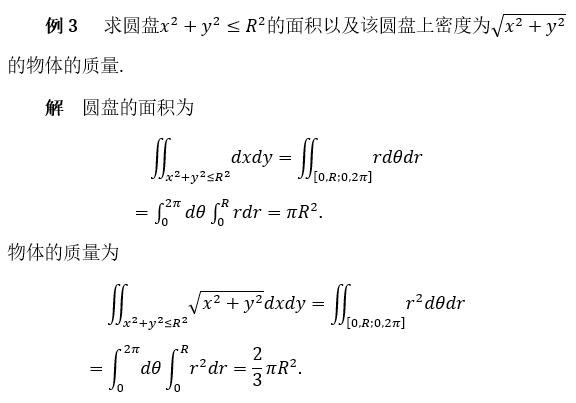 例 3 求圆盘x² + y² ≤ R²的面积以及该圆盘上密度为√(x² + y²)
的物体的质量.
解 圆盘的面积为
∬_{x²+y²≤R²} dxdy = ∬_{[0,R;0,2π]} rdθdr
= ∫₀^{2π} dθ ∫₀^{R} rdr = πR².
物体的质量为
∬_{x²+y²≤R²} √(x² + y²)dxdy = ∬_{[0,R;0,2π]} r²dθdr
= ∫₀^{2π} dθ ∫₀^{R} r²dr = 2/3 πR².